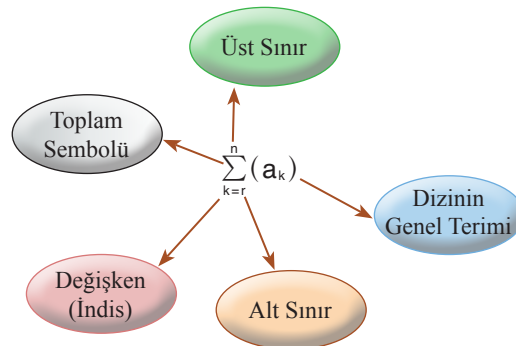 Üst Sınır
Toplam
Sembolü
n
∑(aₖ)
k=r
Dizinin
Genel Terimi
Değişken
(İndis)
Alt Sınır